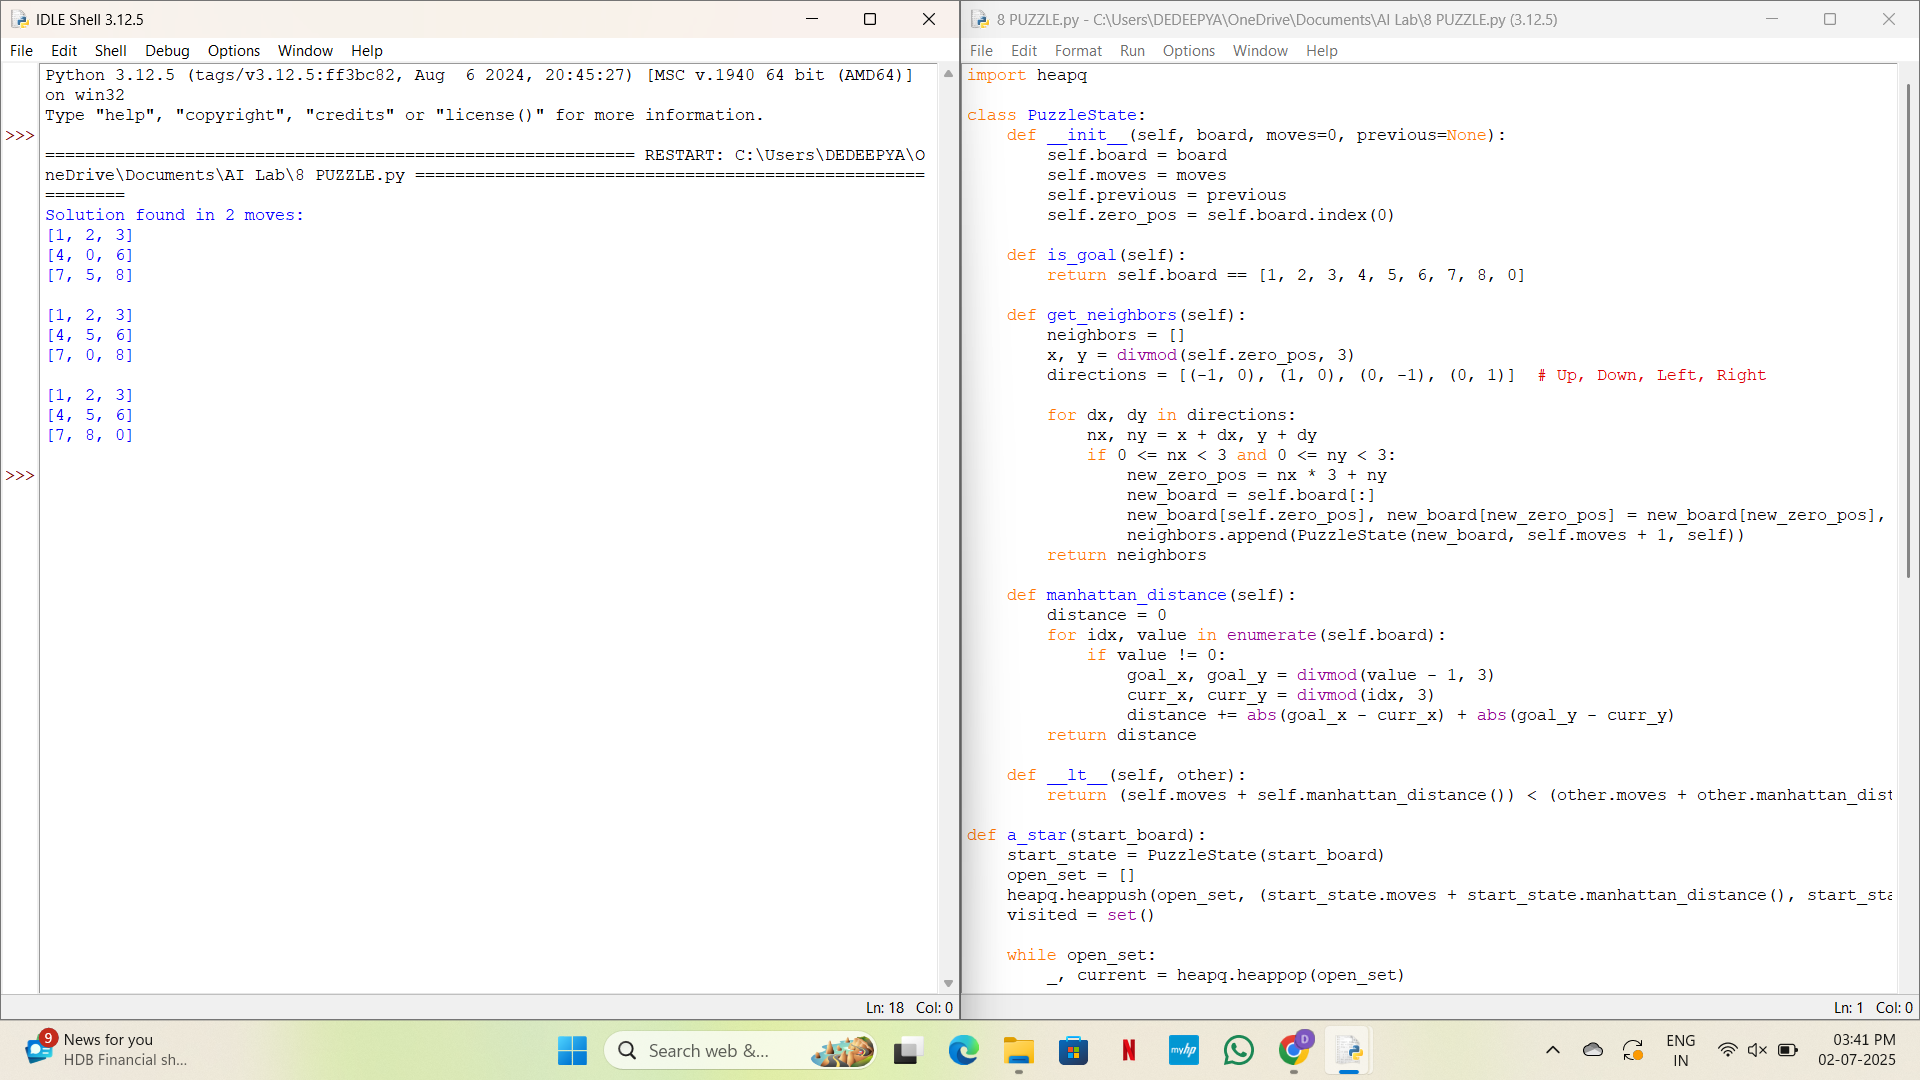 IDLE Shell 3.12.5
File Edit Shell Debug Options Window Help
Python 3.12.5 (tags/v3.12.5:ff3bc82, Aug  6 2024, 20:45:27) [MSC v.1940 64 bit (AMD64)]
on win32
Type "help", "copyright", "credits" or "license()" for more information.
>>>
=========================================================== RESTART: C:\Users\DEDEEPYA\O
neDrive\Documents\AI Lab\8 PUZZLE.py ===================================================
========
Solution found in 2 moves:
[1, 2, 3]
[4, 0, 6]
[7, 5, 8]
[1, 2, 3]
[4, 5, 6]
[7, 0, 8]
[1, 2, 3]
[4, 5, 6]
[7, 8, 0]
>>>
Ln: 18 Col: 0
8 PUZZLE.py - C:\Users\DEDEEPYA\OneDrive\Documents\AI Lab\8 PUZZLE.py (3.12.5)
File Edit Format Run Options Window Help
import heapq
class PuzzleState:
    def __init__(self, board, moves=0, previous=None):
        self.board = board
        self.moves = moves
        self.previous = previous
        self.zero_pos = self.board.index(0)
    def is_goal(self):
        return self.board == [1, 2, 3, 4, 5, 6, 7, 8, 0]
    def get_neighbors(self):
        neighbors = []
        x, y = divmod(self.zero_pos, 3)
        directions = [(-1, 0), (1, 0), (0, -1), (0, 1)]  # Up, Down, Left, Right
        for dx, dy in directions:
            nx, ny = x + dx, y + dy
            if 0 <= nx < 3 and 0 <= ny < 3:
                new_zero_pos = nx * 3 + ny
                new_board = self.board[:]
                new_board[self.zero_pos], new_board[new_zero_pos] = new_board[new_zero_pos],
                neighbors.append(PuzzleState(new_board, self.moves + 1, self))
        return neighbors
    def manhattan_distance(self):
        distance = 0
        for idx, value in enumerate(self.board):
            if value != 0:
                goal_x, goal_y = divmod(value - 1, 3)
                curr_x, curr_y = divmod(idx, 3)
                distance += abs(goal_x - curr_x) + abs(goal_y - curr_y)
        return distance
    def __lt__(self, other):
        return (self.moves + self.manhattan_distance()) < (other.moves + other.manhattan_dist
def a_star(start_board):
    start_state = PuzzleState(start_board)
    open_set = []
    heapq.heappush(open_set, (start_state.moves + start_state.manhattan_distance(), start_sta
    visited = set()
    while open_set:
        _, current = heapq.heappop(open_set)
Ln: 1 Col: 0
9
News for you
HDB Financial sh...
Search web &...
N
myhp
D
ENG
IN
03:41 PM
02-07-2025